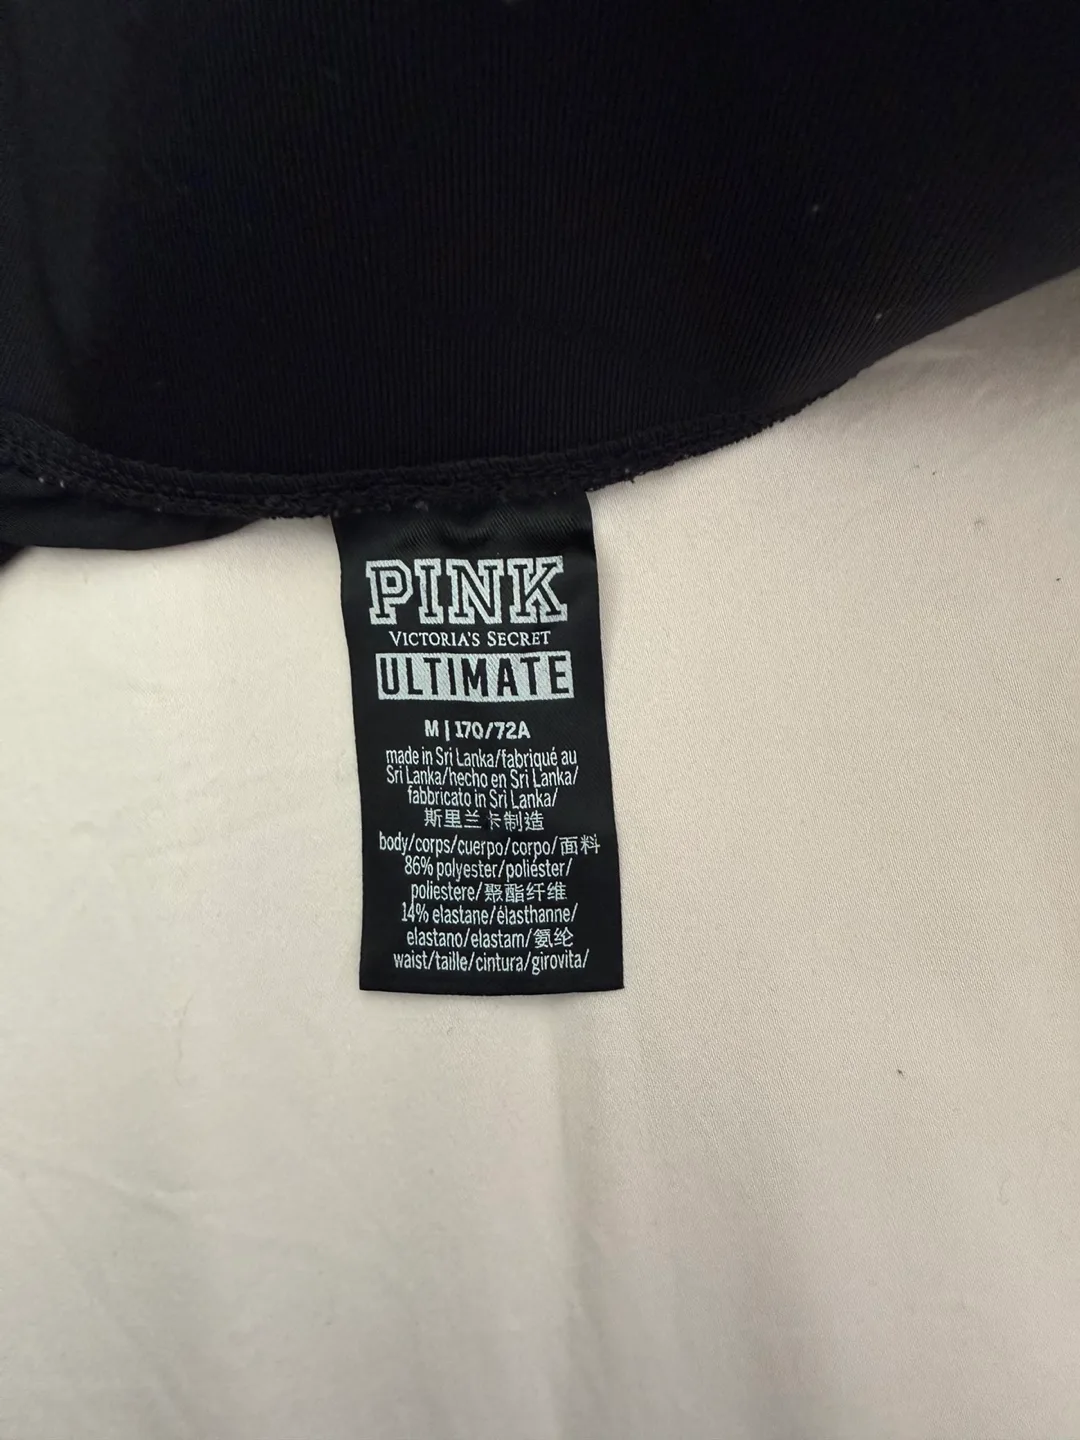 PINK
VICTORIA'S SECRET
ULTIMATE
M | 170/72A
made in Sri Lanka/fabriqué au
Sri Lanka/hecho en Sri Lanka/
fabbricato in Sri Lanka/
斯里兰卡制造
body/corps/cuerpo/corpo/面料
86% polyester/poliéster/
poliestere/聚酯纤维
14% elastane/élasthanne/
elastano/elastam/氨纶
waist/taille/cintura/girovita/